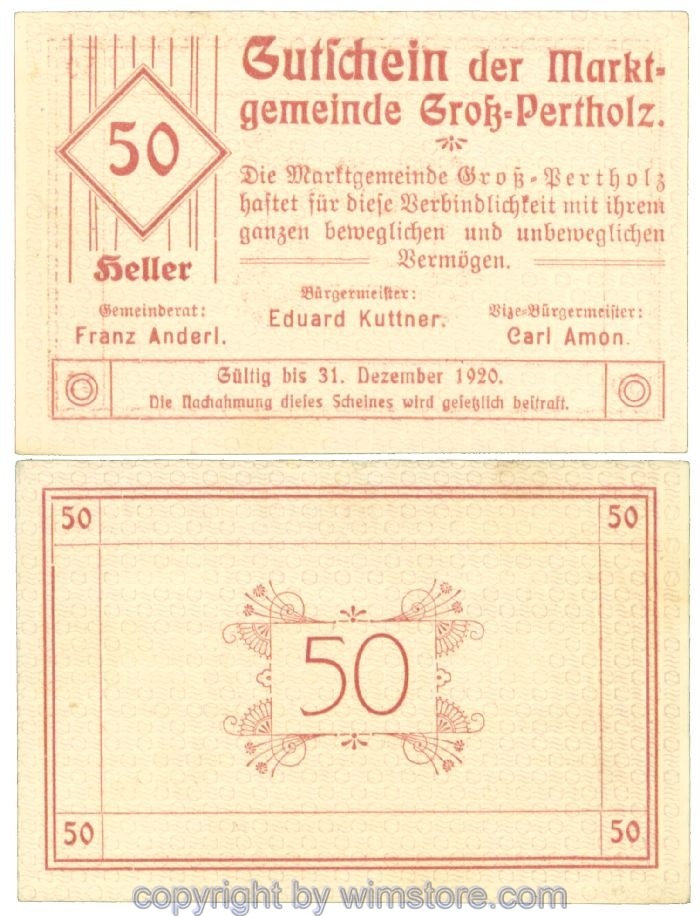 50
Heller
Gutschein der Markt-
gemeinde Groß-Pertholz.
Die Marktgemeinde Groß-Pertholz
haftet für diese Verbindlichkeit mit ihrem
ganzen beweglichen und unbeweglichen
Vermögen.
Gemeinderat:
Franz Anderl.
Bürgermeister:
Eduard Kuttner.
Vize-Bürgermeister:
Carl Amon.
Gültig bis 31. Dezember 1920.
Die Nachahmung dieses Scheines wird gesetzlich bestraft.
50
50
50
50
50
copyright by wimstore.com